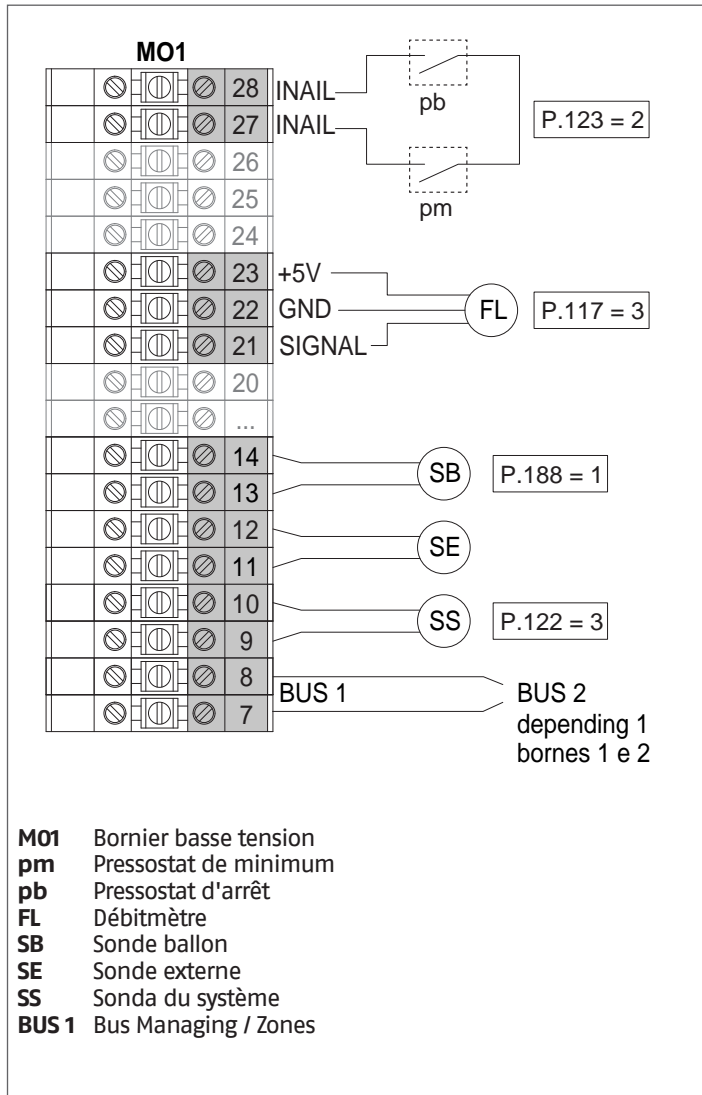 MO1
28 INAIL
pb
27 INAIL
P.123 = 2
26
25
pm
24
23 +5V
22 GND FL P.117 = 3
21 SIGNAL
20
...
14
SB P.188 = 1
13
12
SE
11
10
SS P.122 = 3
9
8
BUS 1 BUS 2
7
depending 1
bornes 1 e 2
M01 Bornier basse tension
pm Pressostat de minimum
pb Pressostat d'arrêt
FL Débitmètre
SB Sonde ballon
SE Sonde externe
SS Sonda du système
BUS 1 Bus Managing / Zones